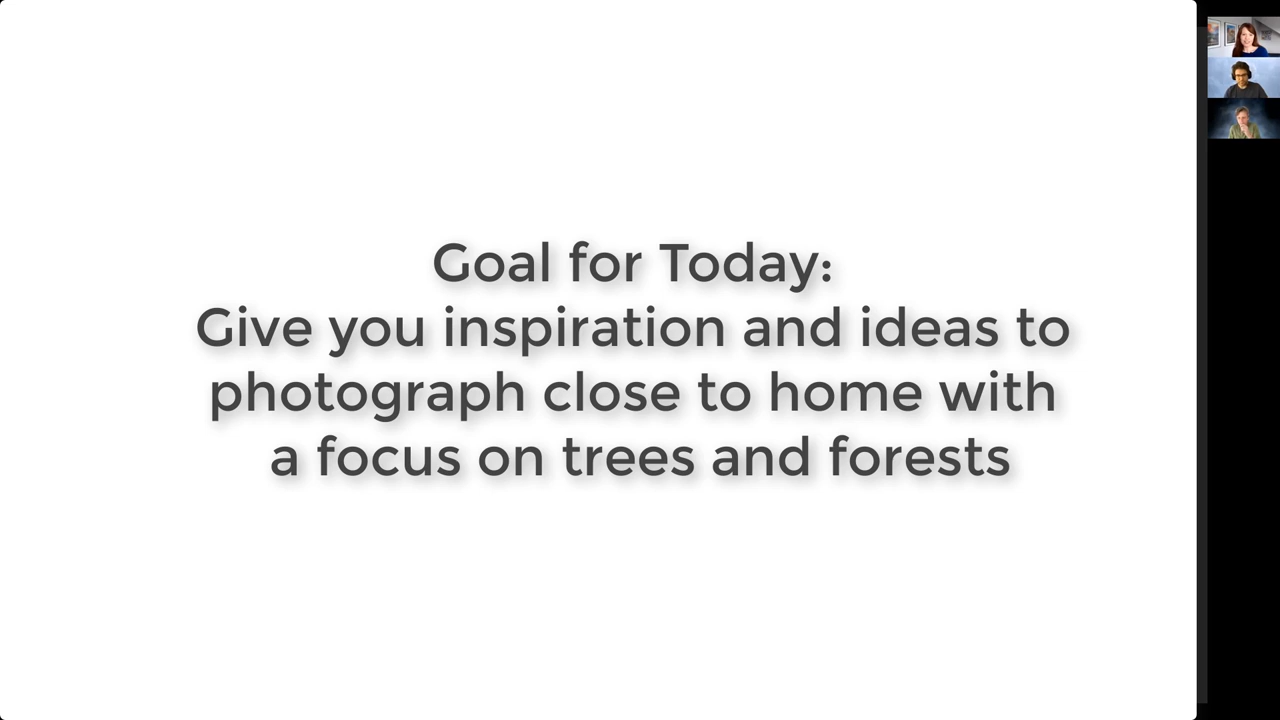 Goal for Today:
Give you inspiration and ideas to
photograph close to home with
a focus on trees and forests